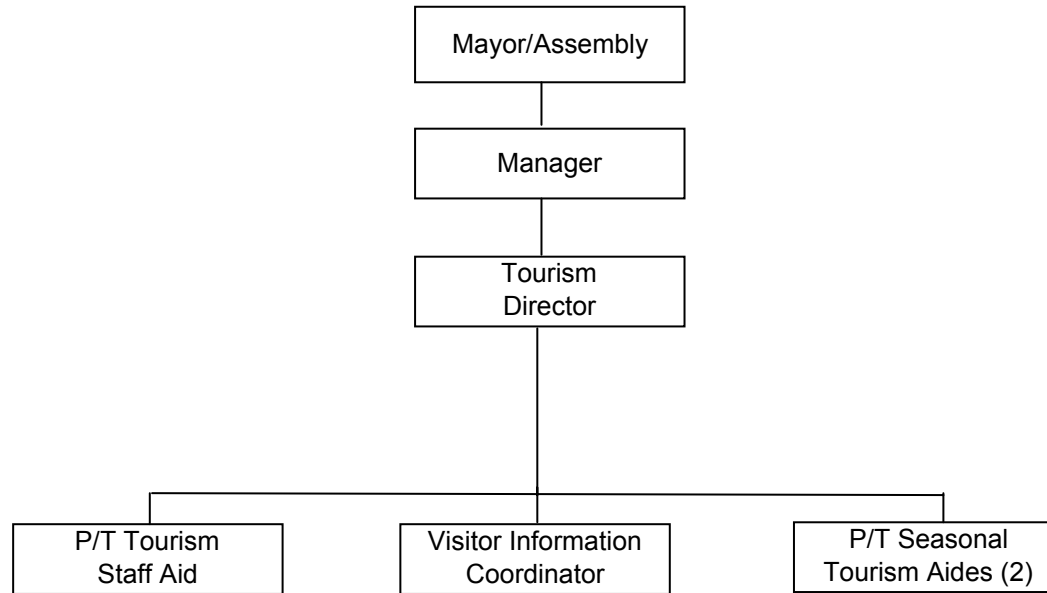 Mayor/Assembly
Manager
Tourism
Director
P/T Tourism
Staff Aid
Visitor Information
Coordinator
P/T Seasonal
Tourism Aides (2)